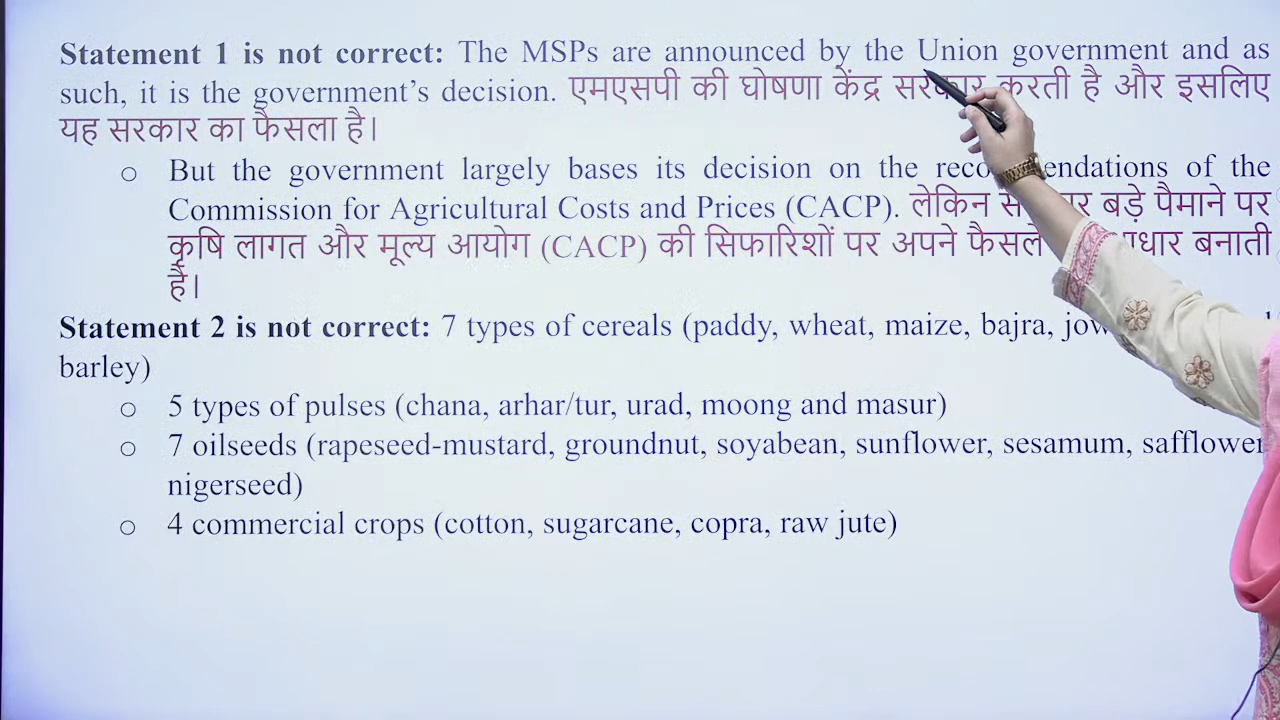 Statement 1 is not correct: The MSPs are announced by the Union government and as
such, it is the government's decision. एमएसपी की घोषणा केंद्र सरकार करती है और इसलिए
यह सरकार का फैसला है।
o But the government largely bases its decision on the recommendations of the
Commission for Agricultural Costs and Prices (CACP). लेकिन बड़े पैमाने पर
कृषि लागत और मूल्य आयोग (CACP) की सिफारिशों पर अपने फैसले बनाती
है।
Statement 2 is not correct: 7 types of cereals (paddy, wheat, maize, bajra,
barley)
o 5 types of pulses (chana, arhar/tur, urad, moong and masur)
o 7 oilseeds (rapeseed-mustard, groundnut, soyabean, sunflower, sesamum, safflower
nigerseed)
o 4 commercial crops (cotton, sugarcane, copra, raw jute)